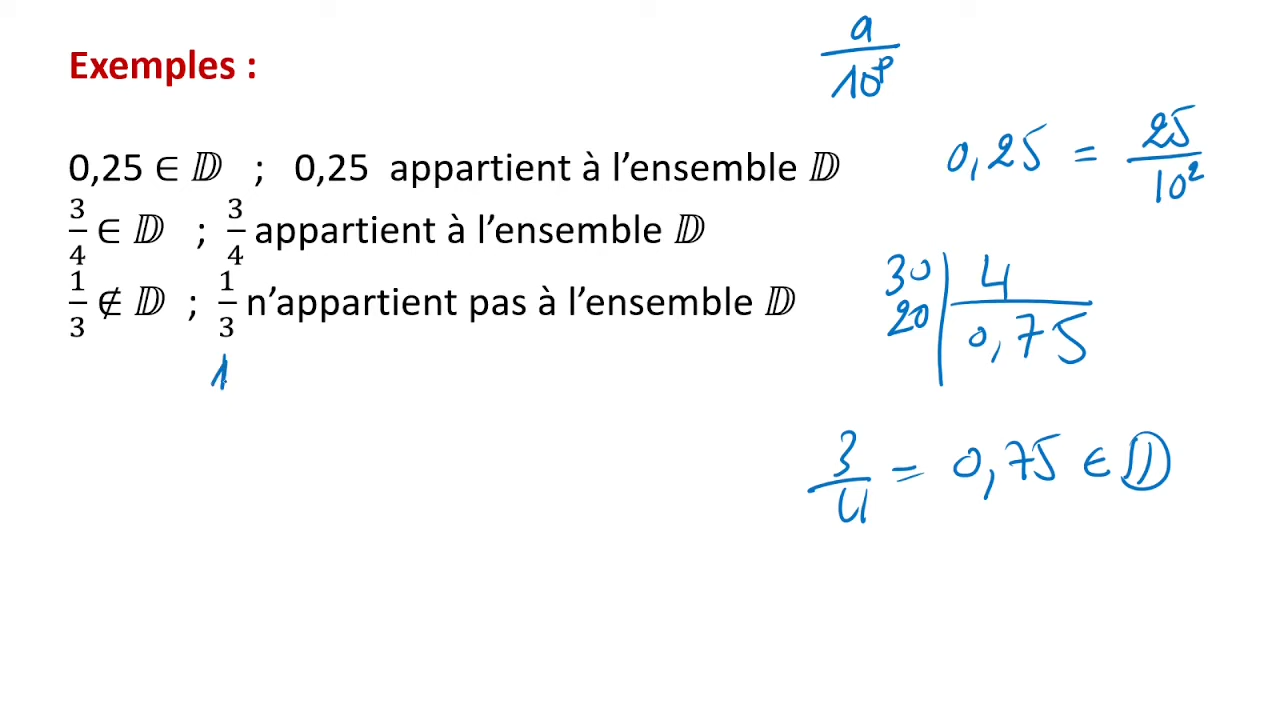 Exemples :
0,25 ∈ 𝔻 ; 0,25 appartient à l’ensemble 𝔻
3/4 ∈ 𝔻 ; 3/4 appartient à l’ensemble 𝔻
1/3 ∉ 𝔻 ; 1/3 n’appartient pas à l’ensemble 𝔻
1
a/10^p
0,25 = 25/10²
30 | 4
20 | 0,75
3/4 = 0,75 ∈ 𝔻